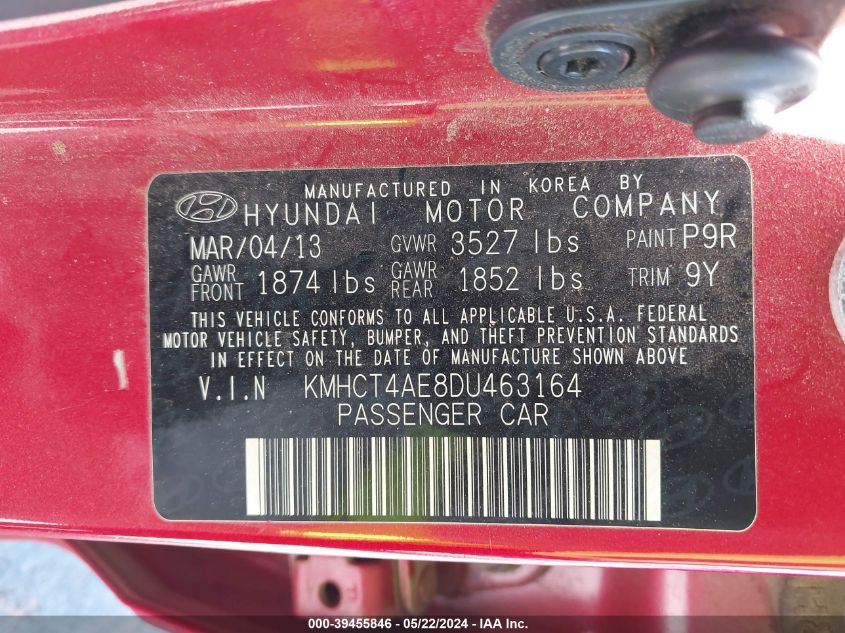 MANUFACTURED IN KOREA BY
HYUNDAI MOTOR COMPANY
MAR/04/13 GVWR 3527 lbs PAINT P9R
GAWR FRONT 1874 lbs GAWR REAR 1852 lbs TRIM 9Y
THIS VEHICLE CONFORMS TO ALL APPLICABLE U.S.A. FEDERAL
MOTOR VEHICLE SAFETY, BUMPER, AND THEFT PREVENTION STANDARDS
IN EFFECT ON THE DATE OF MANUFACTURE SHOWN ABOVE
V.I.N KMHCT4AE8DU463164
PASSENGER CAR
000-39455846 - 05/22/2024 - IAA Inc.